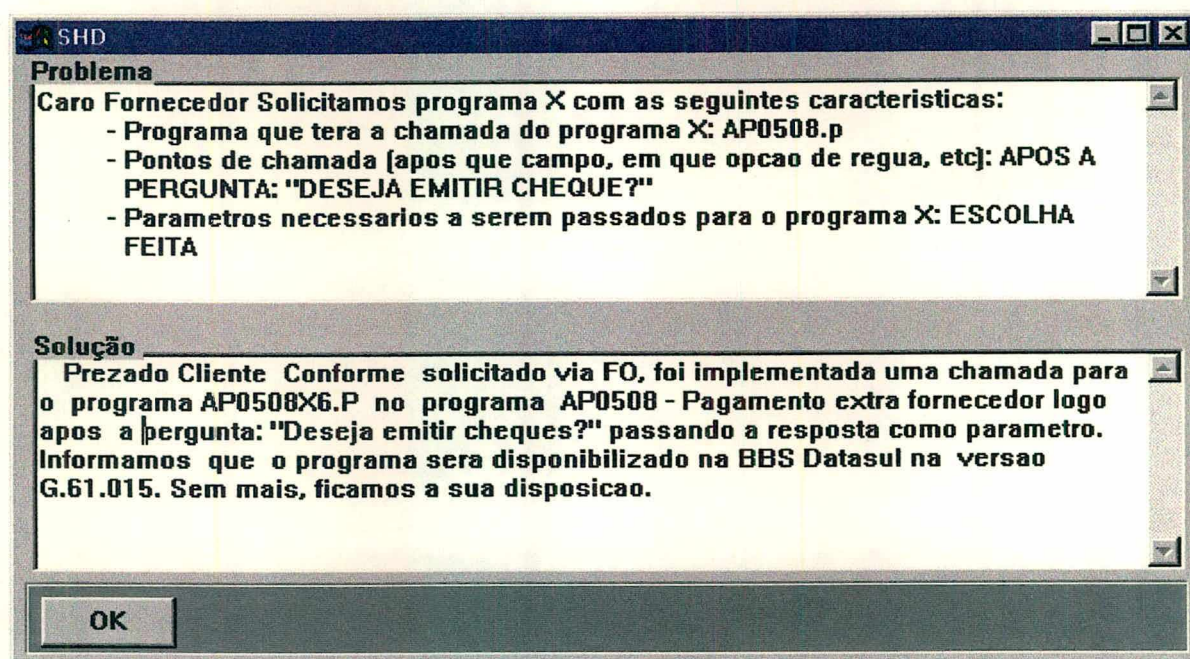 SHD
Problema
Caro Fornecedor Solicitamos programa X com as seguintes caracteristicas:
- Programa que tera a chamada do programa X: AP0508.p
- Pontos de chamada (apos que campo, em que opcao de regua, etc): APOS A
PERGUNTA: "DESEJA EMITIR CHEQUE?"
- Parametros necessarios a serem passados para o programa X: ESCOLHA
FEITA
Solução
Prezado Cliente Conforme solicitado via FO, foi implementada uma chamada para
o programa AP0508X6.P no programa AP0508 - Pagamento extra fornecedor logo
apos a pergunta: "Deseja emitir cheques?" passando a resposta como parametro.
Informamos que o programa sera disponibilizado na BBS Datasul na versao
G.61.015. Sem mais, ficamos a sua disposicao.
OK